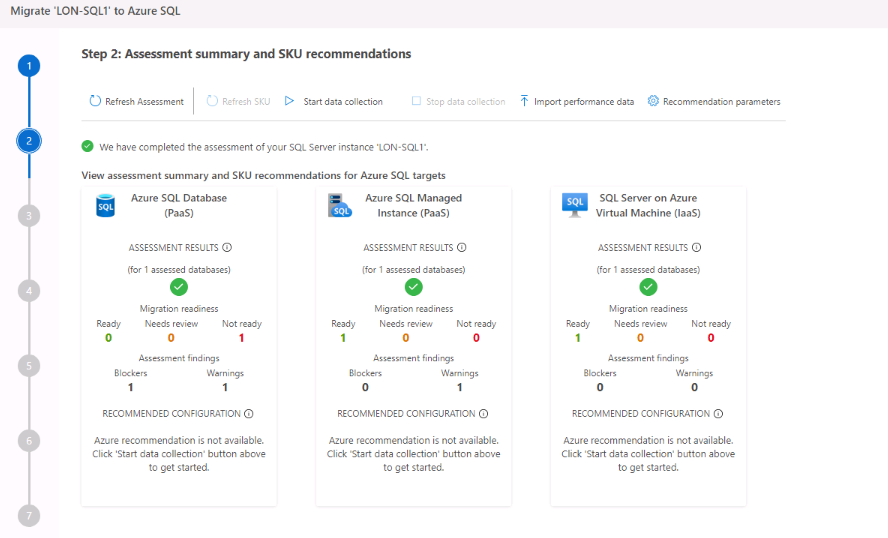 Migrate 'LON-SQL1' to Azure SQL
1
2
3
4
5
6
7
Step 2: Assessment summary and SKU recommendations
Refresh Assessment Refresh SKU Start data collection Stop data collection Import performance data Recommendation parameters
We have completed the assessment of your SQL Server instance 'LON-SQL1'.
View assessment summary and SKU recommendations for Azure SQL targets
SQL
Azure SQL Database
(PaaS)
ASSESSMENT RESULTS
(for 1 assessed databases)
Migration readiness
Ready Needs review Not ready
0 0 1
Assessment findings
Blockers Warnings
1 1
RECOMMENDED CONFIGURATION
Azure recommendation is not available.
Click 'Start data collection' button above
to get started.
SQL
Azure SQL Managed
Instance (PaaS)
ASSESSMENT RESULTS
(for 1 assessed databases)
Migration readiness
Ready Needs review Not ready
1 0 0
Assessment findings
Blockers Warnings
0 1
RECOMMENDED CONFIGURATION
Azure recommendation is not available.
Click 'Start data collection' button above
to get started.
SQL
SQL Server on Azure
Virtual Machine (IaaS)
ASSESSMENT RESULTS
(for 1 assessed databases)
Migration readiness
Ready Needs review Not ready
1 0 0
Assessment findings
Blockers Warnings
0 0
RECOMMENDED CONFIGURATION
Azure recommendation is not available.
Click 'Start data collection' button above
to get started.